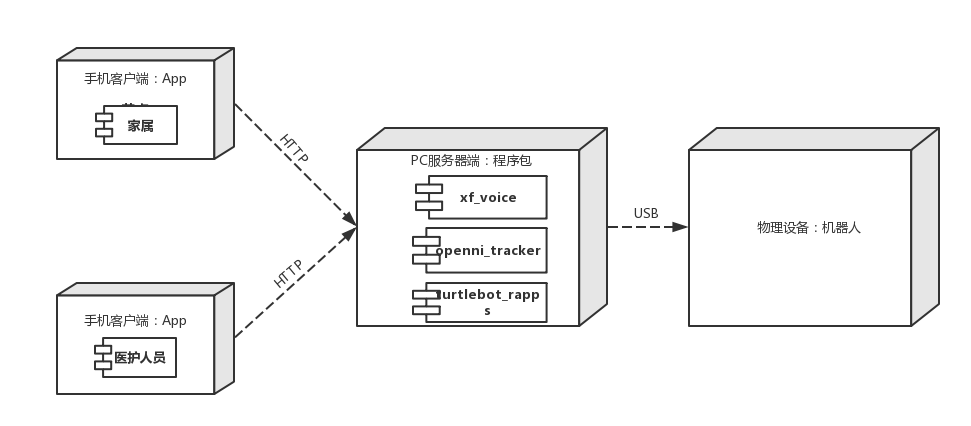 手机客户端：App
家属
HTTP
PC服务器端：程序包
xf_voice
openni_tracker
turtlebot_rapp
s
USB
物理设备：机器人
HTTP
手机客户端：App
医护人员